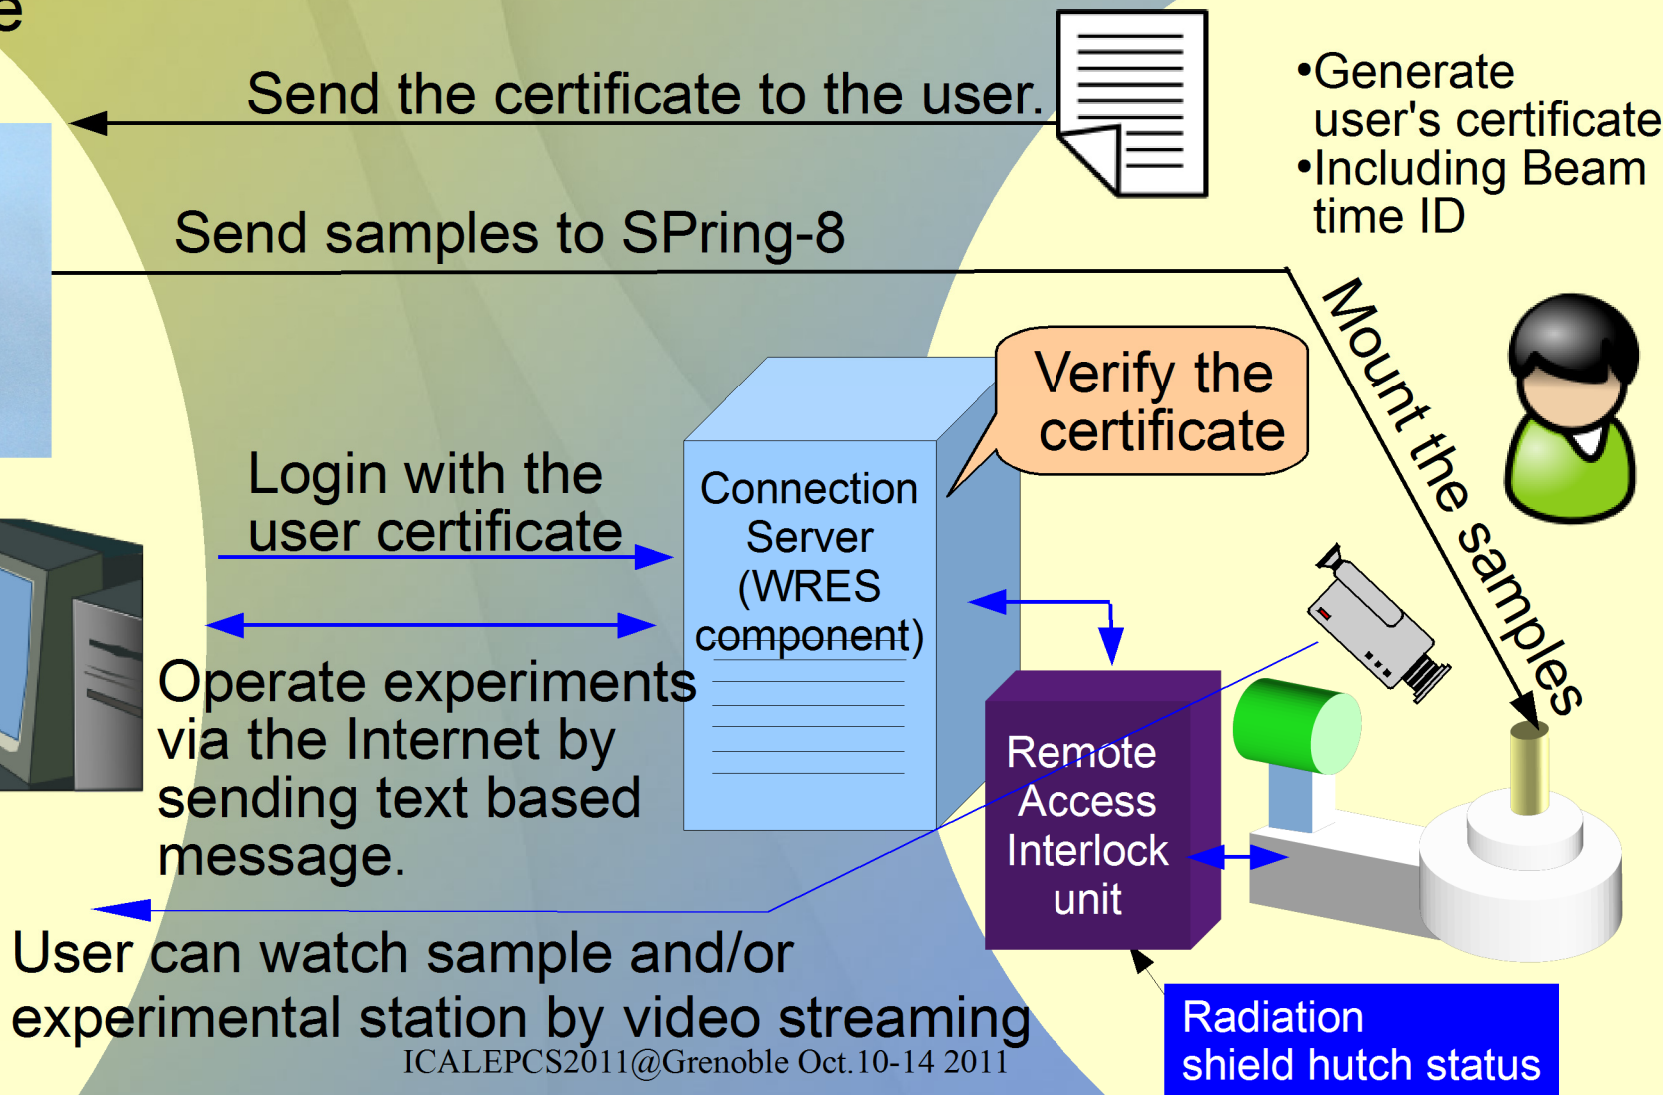 e
Send the certificate to the user.
•Generate
user's certificate
•Including Beam
time ID
Send samples to SPring-8
Mount the samples
Verify the
certificate
Login with the
user certificate
Connection
Server
(WRES
component)
Operate experiments
via the Internet by
sending text based
message.
Remote
Access
Interlock
unit
User can watch sample and/or
experimental station by video streaming
Radiation
shield hutch status
ICALEPCS2011@Grenoble Oct.10-14 2011